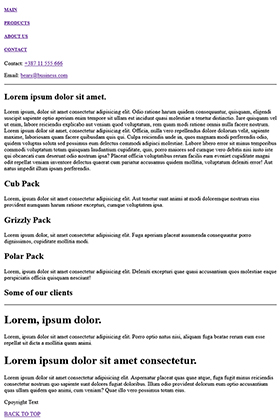 MAIN
PRODUCTS
ABOUT US
CONTACT
Contact: +387 11 555 666
Email: bears@business.com
Lorem ipsum dolor sit amet.
Lorem ipsum dolor sit amet consectetur adipisicing elit. Odio ratione harum quidem consequuntur, quisquam, eligendi
suscipit sapiente optio aperiam enim tempore sit ullam est incidunt quasi molestiae a tenetur distinctio. Iure quisquam vel
ut enim, labore reiciendis explicabo aut veniam quod voluptatum, rem quam modi ratione omnis nulla facere nostrum.
Lorem ipsum dolor sit amet consectetur adipisicing elit. Officia, nulla vero repellendus dolore dolorum velit, sapiente
maxime, laboriosam quam facere quibusdam quis qui. Culpa reiciendis unde in, quos magnam modi perferendis odio,
quidem voluptas soluta sed possimus eum delectus commodi adipisci molestiae. Labore libero error sit minus temporibus
commodi voluptatum totam quisquam laudantium cupiditate, quo, porro maiores sed cumque vero debitis nisi iusto iste
qui obcaecati cum deserunt odio nostrum ipsa? Placeat officia voluptatibus rerum facilis eum eveniet cupiditate magni
odit repellat veniam inventore delectus quaerat cum pariatur accusamus quidem mollitia, voluptatum deleniti error! Aut
natus impedit illum ipsam perferendis.
Cub Pack
Lorem ipsum dolor sit amet consectetur adipisicing elit. Aut tenetur sunt animi at modi doloremque nostrum eius
provident numquam harum ratione excepturi, cumque voluptatem ipsa.
Grizzly Pack
Lorem ipsum dolor sit amet consectetur adipisicing elit. Fuga aperiam placeat assumenda consequuntur porro
dignissimos, cupiditate mollitia modi.
Polar Pack
Lorem ipsum dolor sit amet consectetur adipisicing elit. Deleniti excepturi quae quasi accusantium quos molestiae eaque
perspiciatis officia quisquam nesciunt!
Some of our clients
Lorem, ipsum dolor.
Lorem ipsum dolor sit amet consectetur adipisicing elit. Porro optio natus nisi, aliquam fuga beatae rerum eum esse
repellat ut dicta a mollitia quam animi.
Lorem ipsum dolor sit amet consectetur.
Lorem ipsum dolor sit amet consectetur adipisicing elit. Aspernatur placeat quas quae atque, fuga fugit minus reiciendis
consectetur nostrum quo sapiente sunt dolores fugiat doloribus. Illum odio provident dolorum eum optio accusantium
quas ullam quidem quo animi, cum veniam? Quae illo vero possimus totam eius.
Copyright Text.
BACK TO TOP